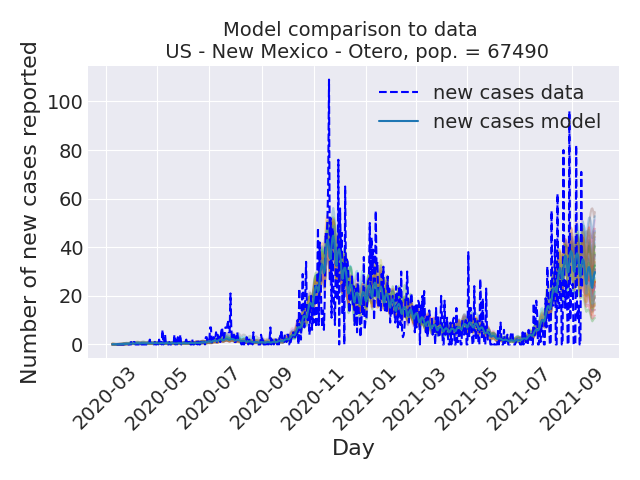 Model comparison to data
US - New Mexico - Otero, pop. = 67490
new cases data
new cases model
Number of new cases reported
100
80
60
40
20
0
2020-03
2020-05
2020-07
2020-09
2020-11
2021-01
2021-03
2021-05
2021-07
2021-09
Day